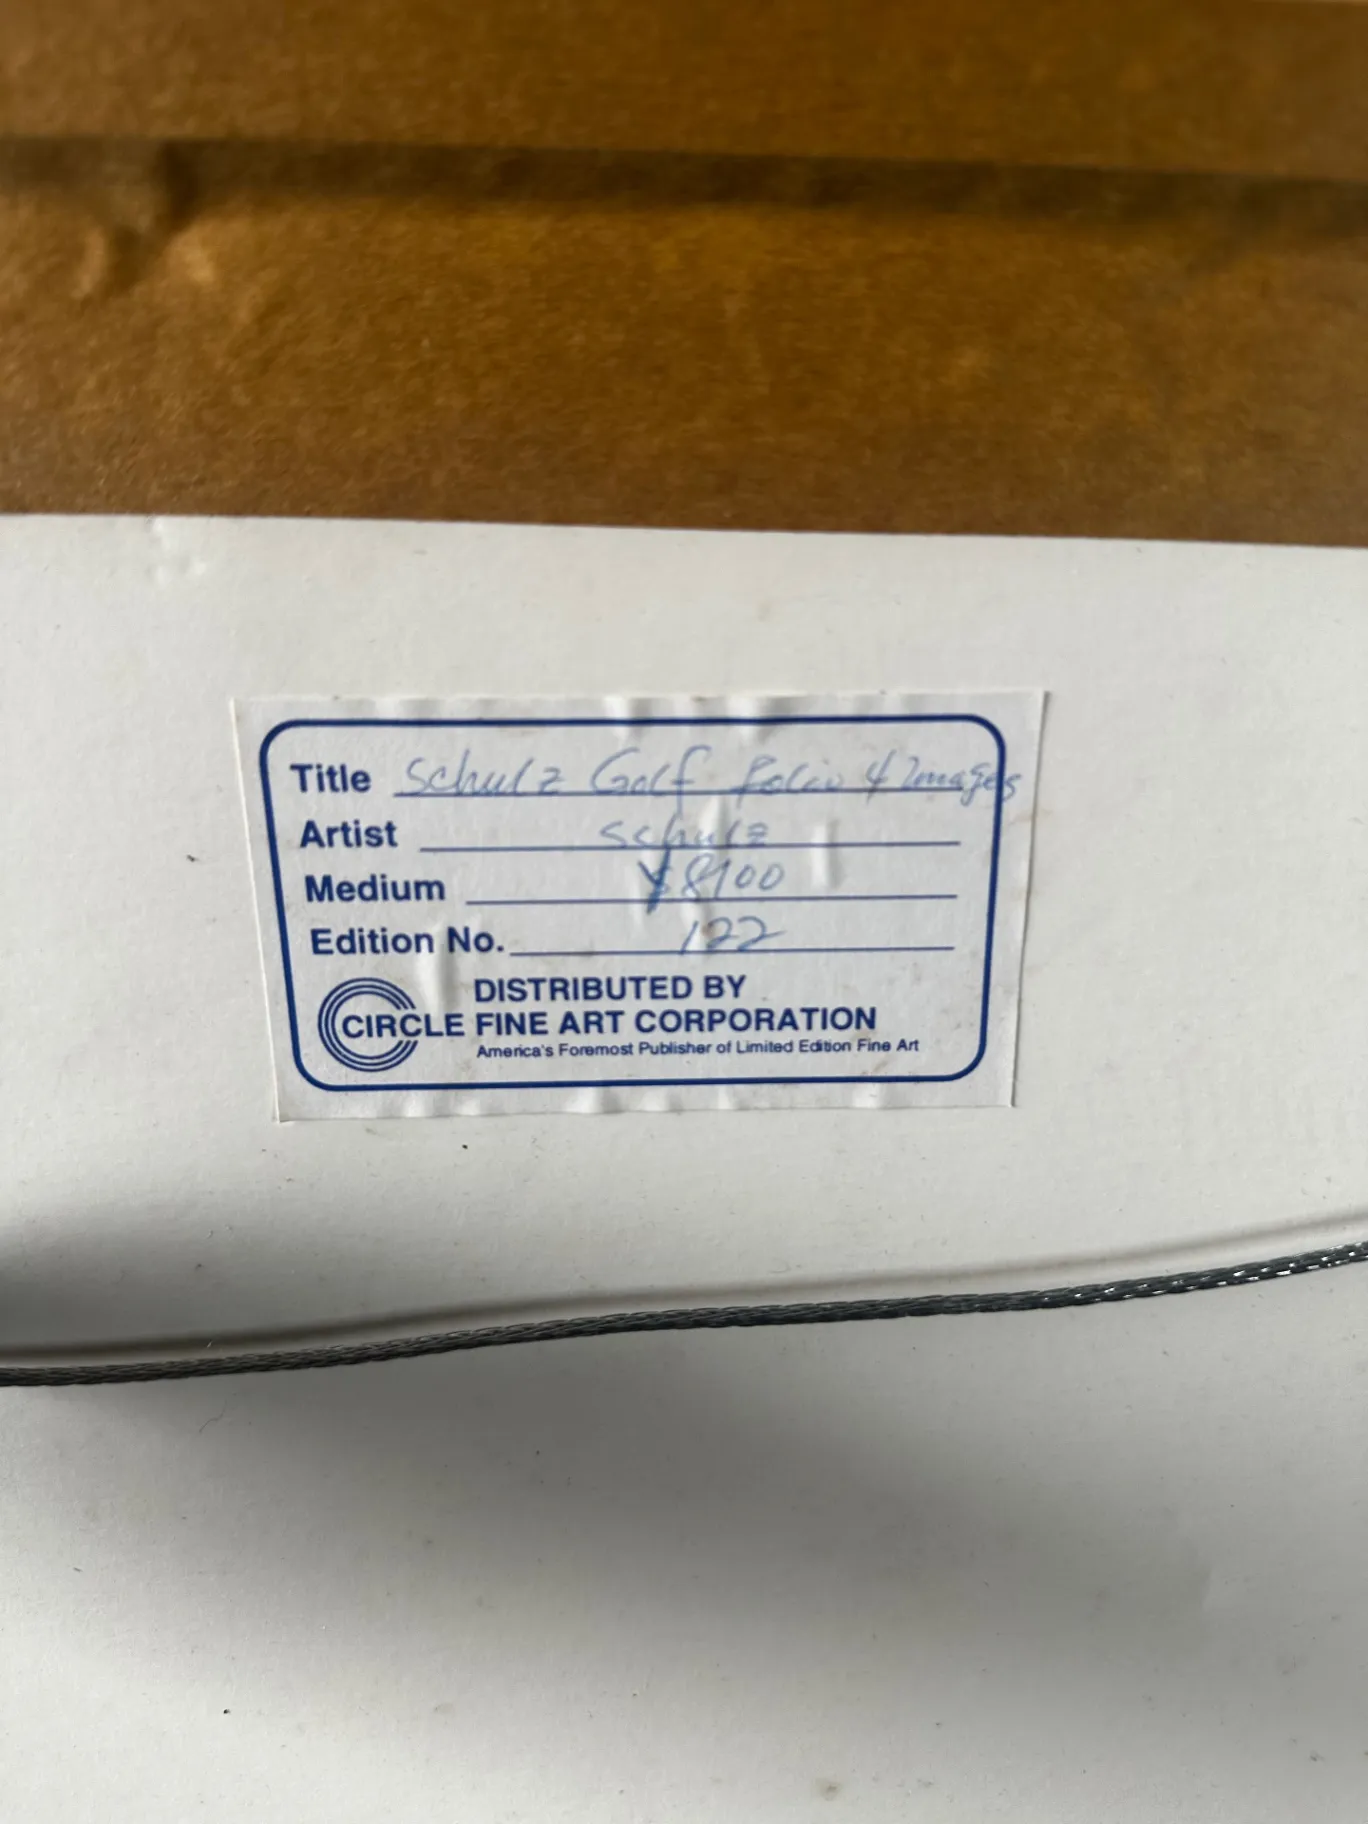 Title Schulz Golf folio 4 Images
Artist Schulz
Medium $8100
Edition No. 122
DISTRIBUTED BY
CIRCLE FINE ART CORPORATION
America's Foremost Publisher of Limited Edition Fine Art